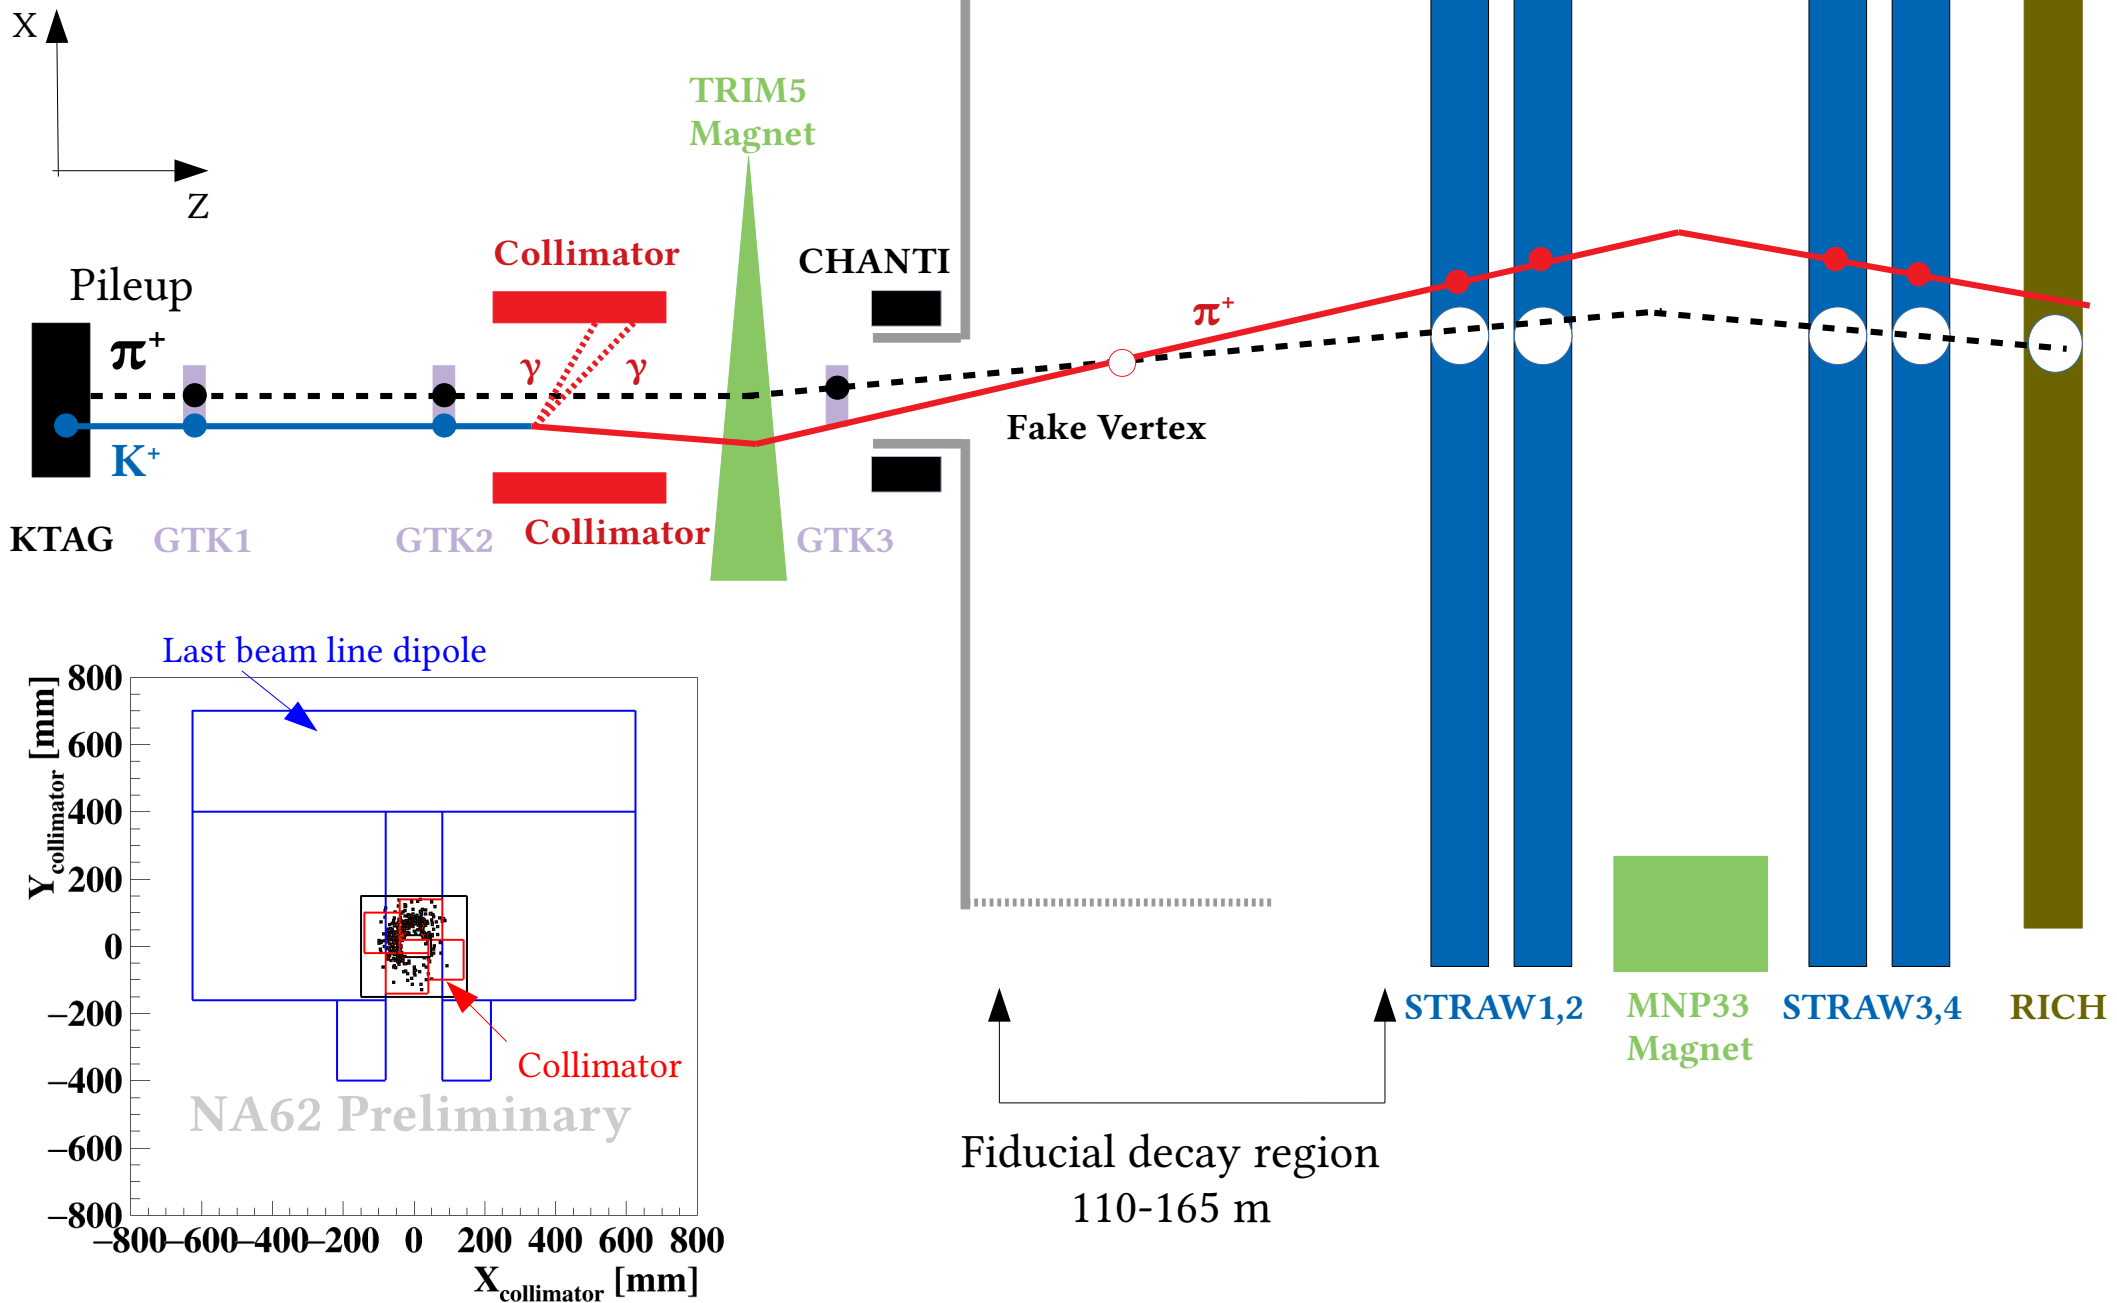 X
Z
TRIM5
Magnet
Collimator
CHANTI
Pileup
π⁺
γ
γ
π⁺
K⁺
Fake Vertex
KTAG
GTK1
GTK2
Collimator
GTK3
Last beam line dipole
Y_collimator [mm]
800
600
400
200
0
−200
−400
−600
−800
Collimator
NA62 Preliminary
−800 −600 −400 −200 0 200 400 600 800
X_collimator [mm]
STRAW1,2
MNP33
Magnet
STRAW3,4
RICH
Fiducial decay region
110-165 m